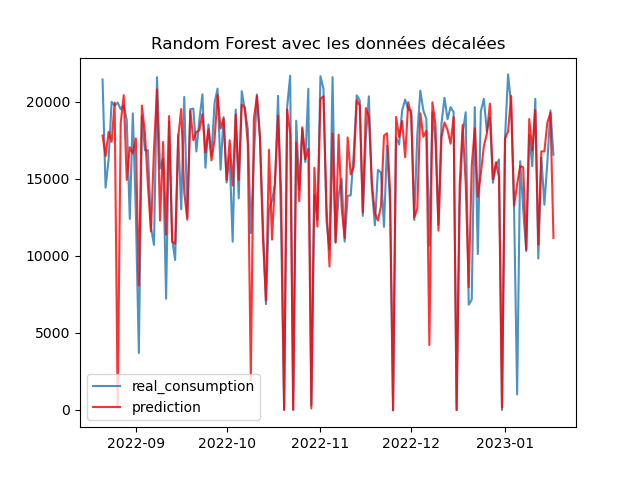 Random Forest avec les données décalées
20000
15000
10000
5000
0
real_consumption
prediction
2022-09 2022-10 2022-11 2022-12 2023-01